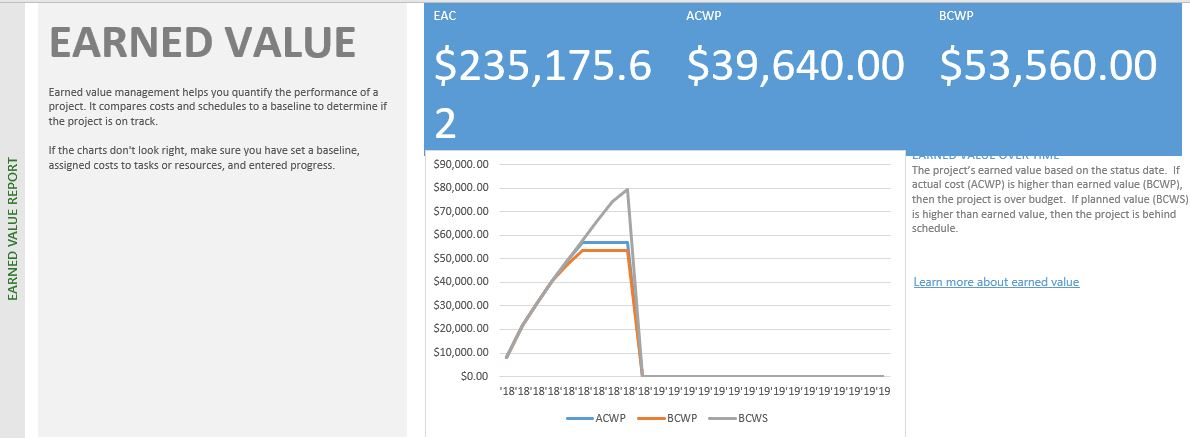 EARNED VALUE REPORT
EARNED VALUE
Earned value management helps you quantify the performance of a
project. It compares costs and schedules to a baseline to determine if
the project is on track.
If the charts don't look right, make sure you have set a baseline,
assigned costs to tasks or resources, and entered progress.
EAC
$235,175.6
2
ACWP
$39,640.00
BCWP
$53,560.00
$90,000.00
$80,000.00
$70,000.00
$60,000.00
$50,000.00
$40,000.00
$30,000.00
$20,000.00
$10,000.00
$0.00
'18'18'18'18'18'18'18'18'18'18'19'19'19'19'19'19'19'19'19'19'19'19'19'19'19'19
ACWP BCWP BCWS
EARNED VALUE OVER TIME
The project's earned value based on the status date. If
actual cost (ACWP) is higher than earned value (BCWP),
then the project is over budget. If planned value (BCWS)
is higher than earned value, then the project is behind
schedule.
Learn more about earned value